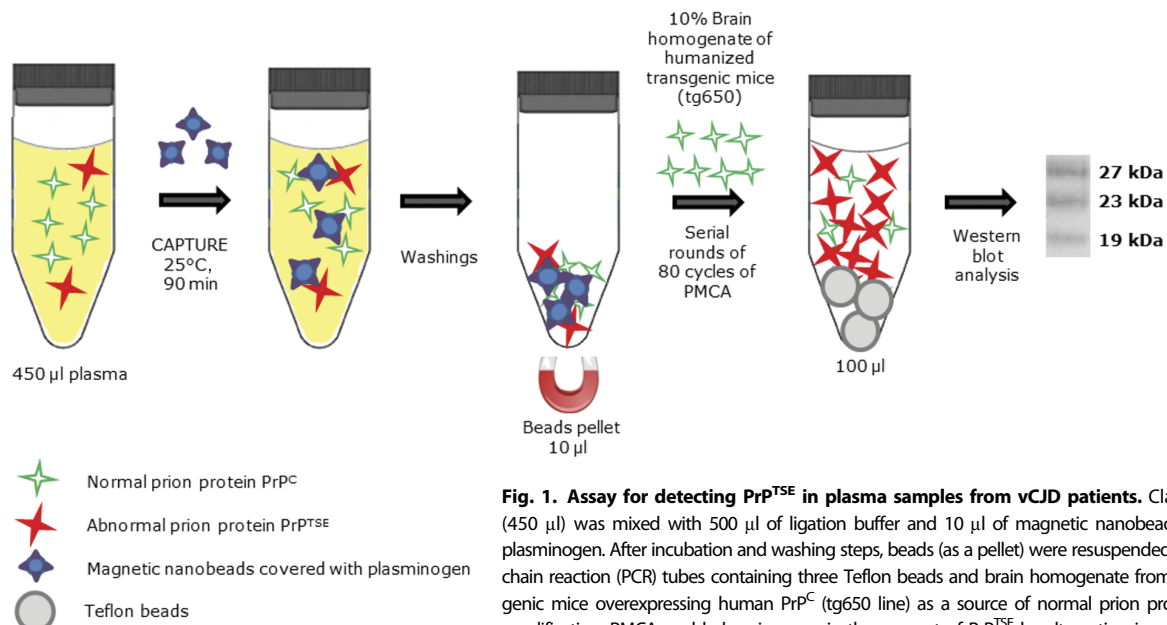 10% Brain
homogenate of
humanized
transgenic mice
(tg650)
CAPTURE
25°C,
90 min
Washings
Serial
rounds of
80 cycles of
PMCA
Western
blot
analysis
27 kDa
23 kDa
19 kDa
450 µl plasma
Beads pellet
10 µl
100 µl
Normal prion protein PrPᶜ
Abnormal prion protein PrPᵀˢᴱ
Magnetic nanobeads covered with plasminogen
Teflon beads
Fig. 1. Assay for detecting PrPᵀˢᴱ in plasma samples from vCJD patients.
(450 µl) was mixed with 500 µl of ligation buffer and 10 µl of magnetic
plasminogen. After incubation and washing steps, beads (as a pellet) were resuspended
chain reaction (PCR) tubes containing three Teflon beads and brain homogenate from
genic mice overexpressing human PrPᶜ (tg650 line) as a source of normal prion